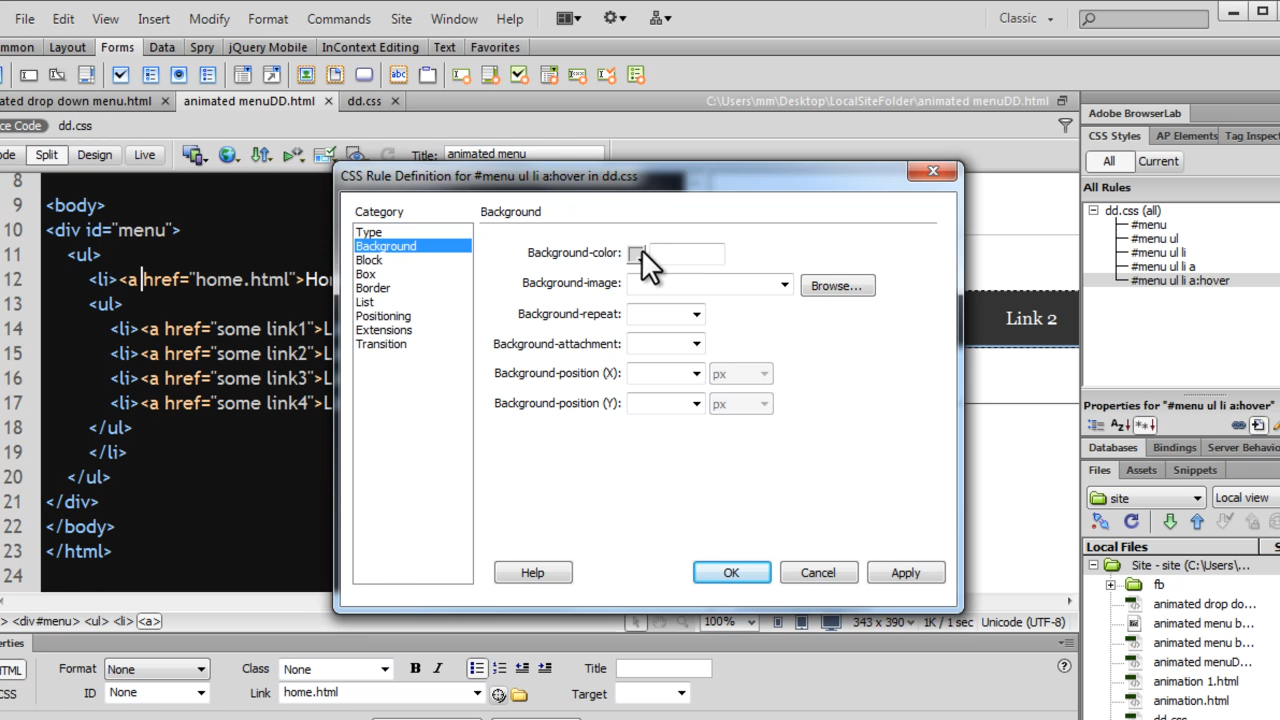 File Edit View Insert Modify Format Commands Site Window Help Classic
mmon Layout Forms Data Spry jQuery Mobile InContext Editing Text Favorites
abc
ated drop down menu.html animated menuDD.html dd.css C:\Users\mm\Desktop\LocalSiteFolder\animated menuDD.html
rce Code dd.css
ode Split Design Live Title: animated menu
8
9 <body>
10 <div id="menu">
11 <ul>
12 <li><a href="home.html">Hom
13 <ul>
14 <li><a href="some link1">L
15 <li><a href="some link2">L
16 <li><a href="some link3">L
17 <li><a href="some link4">L
18 </ul>
19 </li>
20 </ul>
21 </div>
22 </body>
23 </html>
24
Link 2
CSS Rule Definition for #menu ul li a:hover in dd.css
Category
Type
Background
Block
Box
Border
List
Positioning
Extensions
Transition
Background
Background-color:
Background-image: Browse...
Background-repeat:
Background-attachment:
Background-position (X): px
Background-position (Y): px
Help OK Cancel Apply
> <div#menu> <ul> <li> <a> 100% 343 x 390 1K / 1 sec Unicode (UTF-8)
erties
HTML Format None Class None B I Title
CSS ID None Link home.html Target
Adobe BrowserLab
CSS Styles AP Elements Tag Inspect
All Current
All Rules
dd.css (all)
#menu
#menu ul
#menu ul li
#menu ul li a
#menu ul li a:hover
Properties for "#menu ul li a:hover"
Databases Bindings Server Behavior
Files Assets Snippets
site Local view
Local Files S
Site - site (C:\Users\...
fb
animated drop do...
animated menu b...
animated menu b...
animated menuD...
animation 1.html
animation.html
dd.css